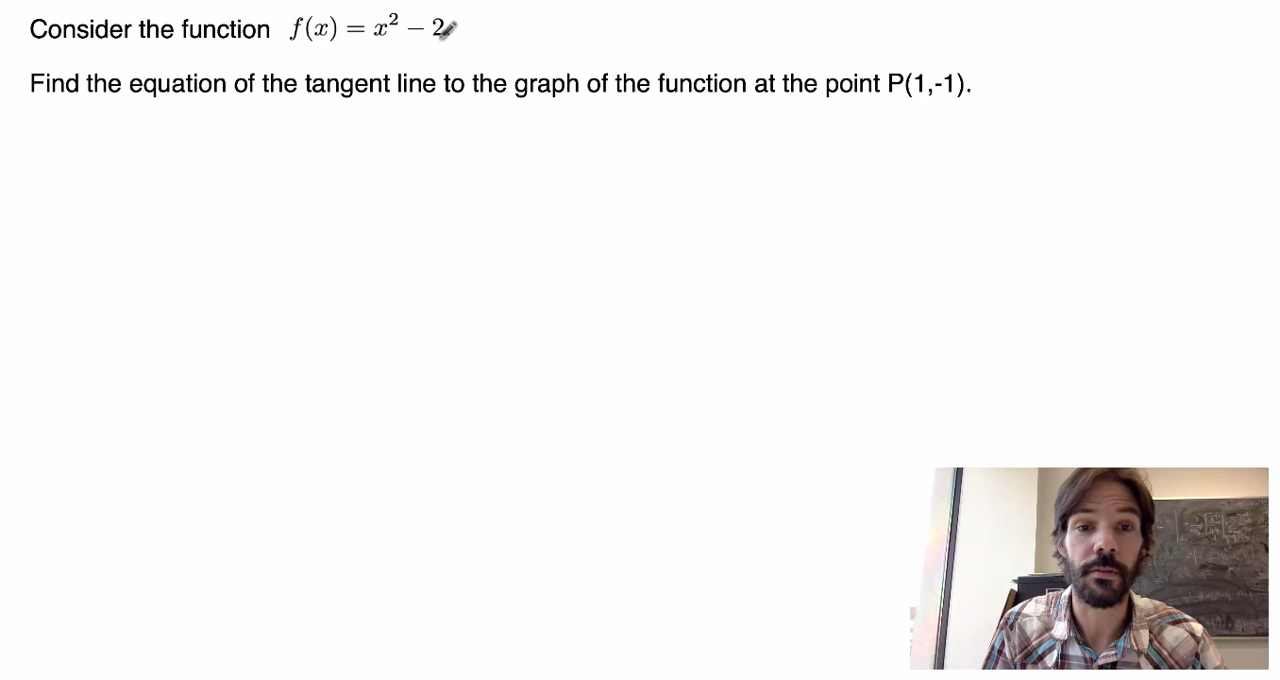 Consider the function f(x) = x² − 2
Find the equation of the tangent line to the graph of the function at the point P(1,-1).